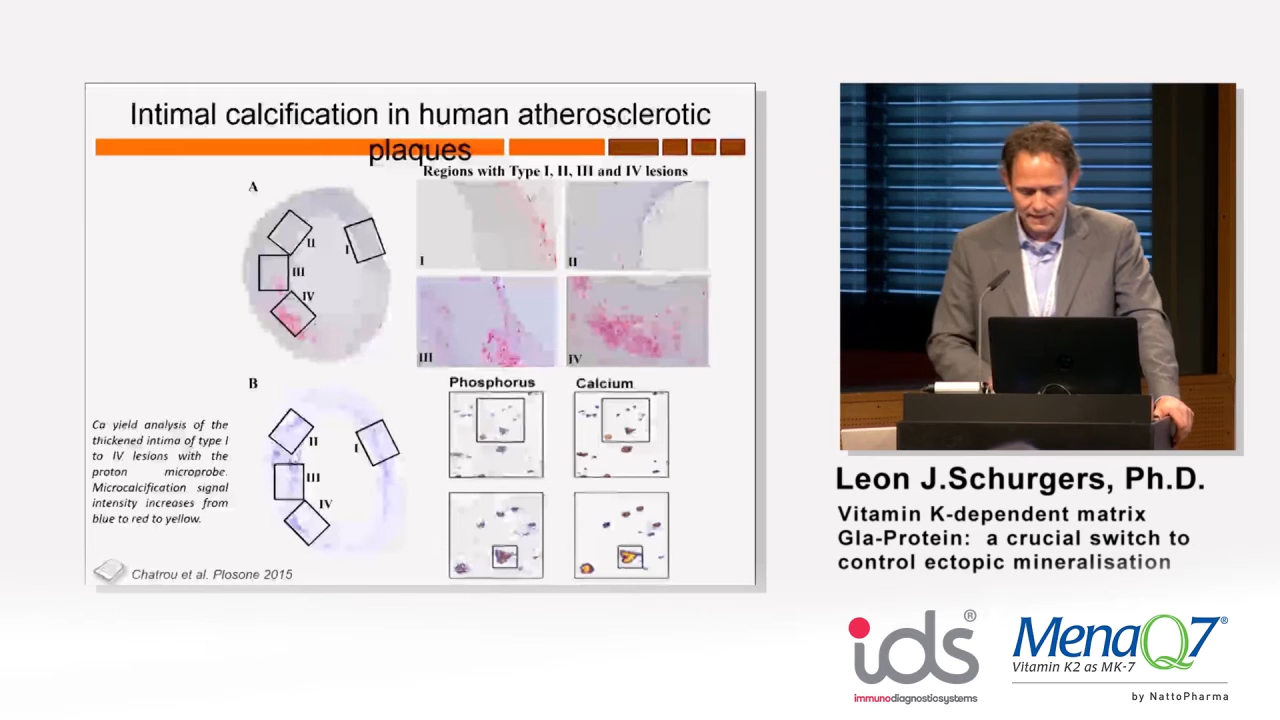 Intimal calcification in human atherosclerotic
plaques
Regions with Type I, II, III and IV lesions
A
II
I
III
IV
I
II
III
IV
B
II
I
III
IV
Phosphorus
Calcium
Ca yield analysis of the
thickened intima of type I
to IV lesions with the
proton microprobe.
Microcalcification signal
intensity increases from
blue to red to yellow.
Chatrou et al. Plosone 2015
Leon J.Schurgers, Ph.D.
Vitamin K-dependent matrix
Gla-Protein: a crucial switch to
control ectopic mineralisation
ids®
immunodiagnosticsystems
MenaQ7®
Vitamin K2 as MK-7
by NattoPharma